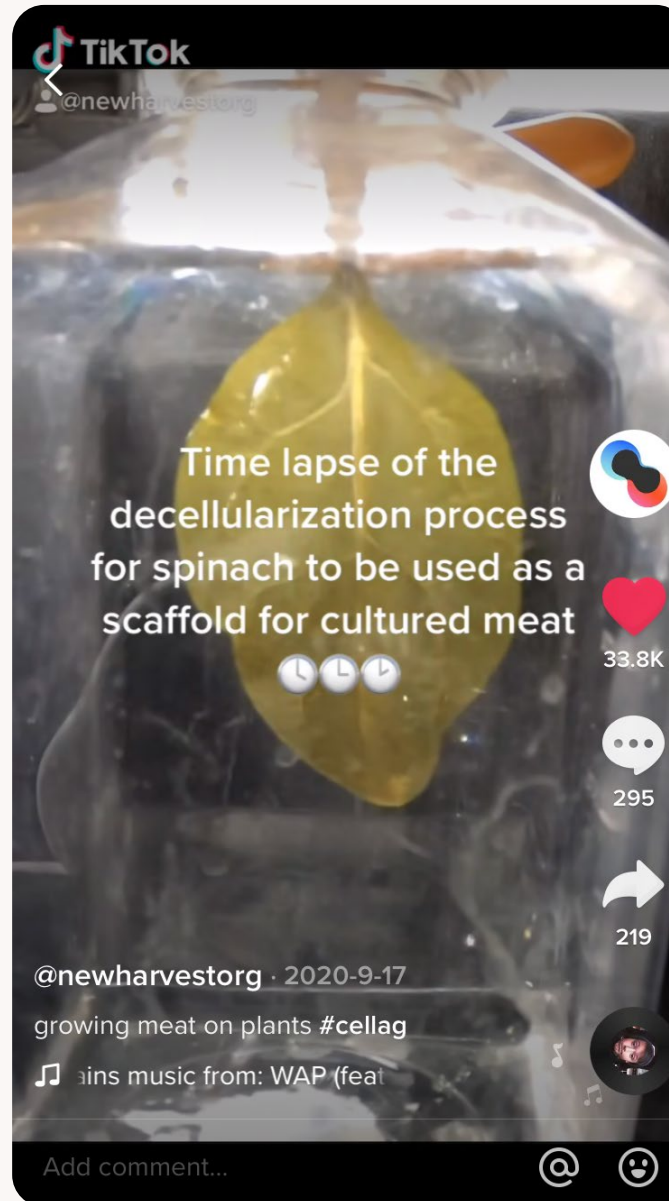 TikTok
@newharvestorg
Time lapse of the
decellularization process
for spinach to be used as a
scaffold for cultured meat
🕓🕒🕑
33.8K
295
219
@newharvestorg · 2020-9-17
growing meat on plants #cellag
ains music from: WAP (feat
Add comment...